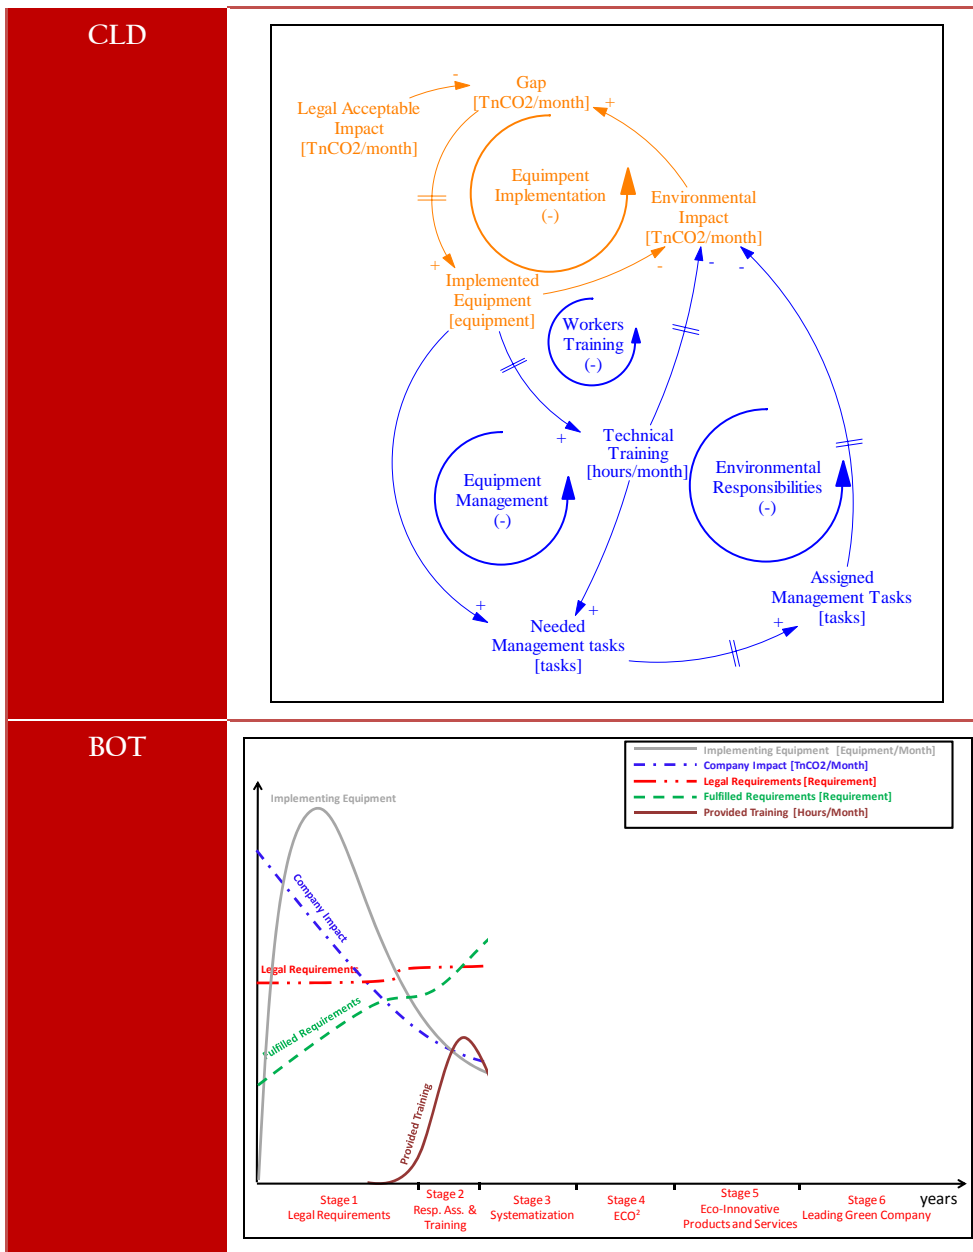 CLD
-
Gap
[TnCO2/month]
+
Legal Acceptable
Impact
[TnCO2/month]
Equimpent
Implementation
(-)
Environmental
Impact
[TnCO2/month]
+
-
-
-
Implemented
Equipment
[equipment]
Workers
Training
(-)
+
Technical
Training
[hours/month]
Equipment
Management
(-)
Environmental
Responsibilities
(-)
Assigned
Management Tasks
[tasks]
+
+
+
Needed
Management tasks
[tasks]
BOT
Implementing Equipment [Equipment/Month]
Company Impact [TnCO2/Month]
Legal Requirements [Requirement]
Fulfilled Requirements [Requirement]
Provided Training [Hours/Month]
Implementing Equipment
Company Impact
Legal Requirements
Fulfilled Requirements
Provided Training
Stage 1
Legal Requirements
Stage 2
Resp. Ass. &
Training
Stage 3
Systematization
Stage 4
ECO²
Stage 5
Eco-Innovative
Products and Services
Stage 6
Leading Green Company
years